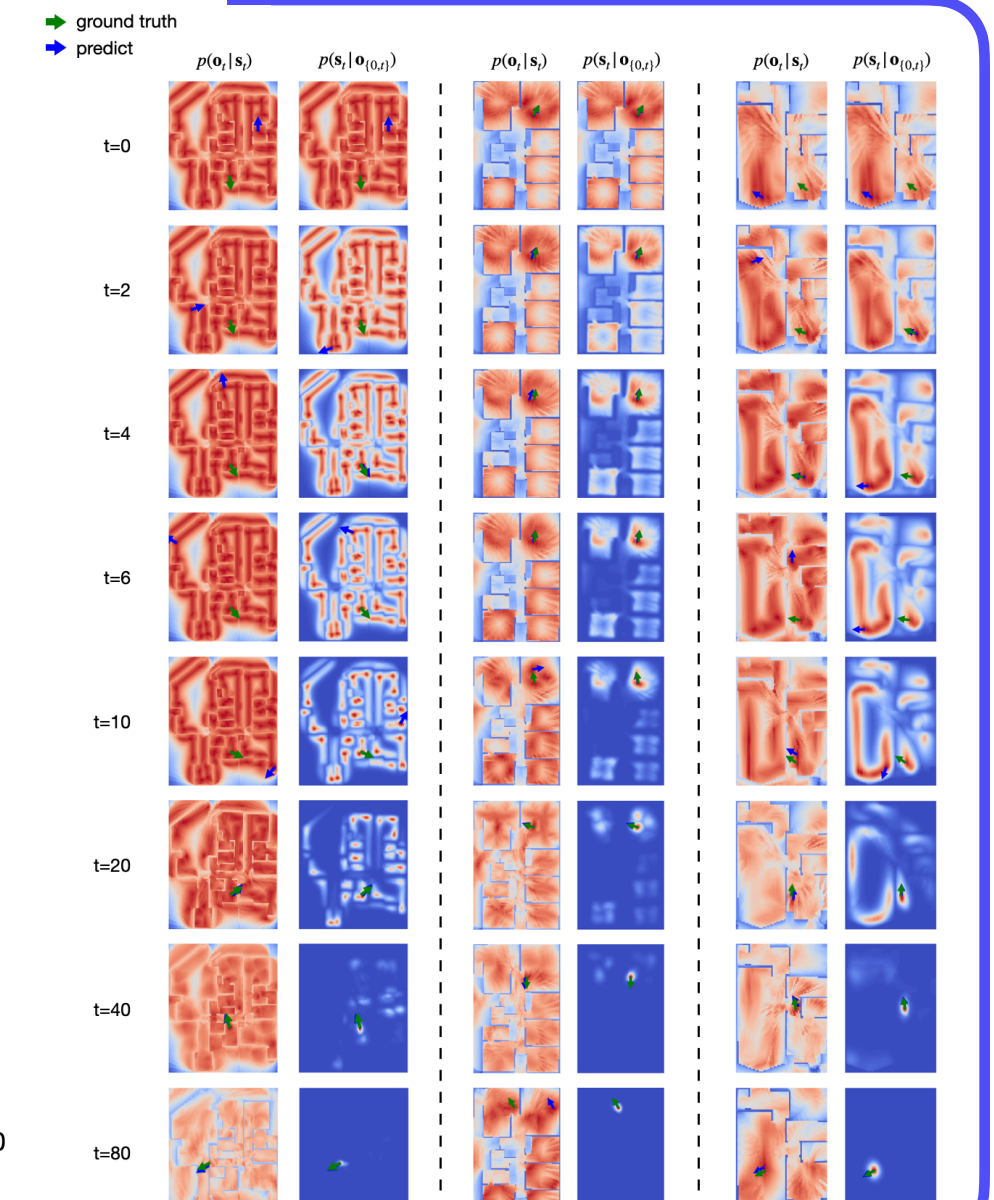 ground truth
predict
p(o_t | s_t) p(s_t | o_{0,t}) p(o_t | s_t) p(s_t | o_{0,t}) p(o_t | s_t) p(s_t | o_{0,t})
t=0
t=2
t=4
t=6
t=10
t=20
t=40
t=80